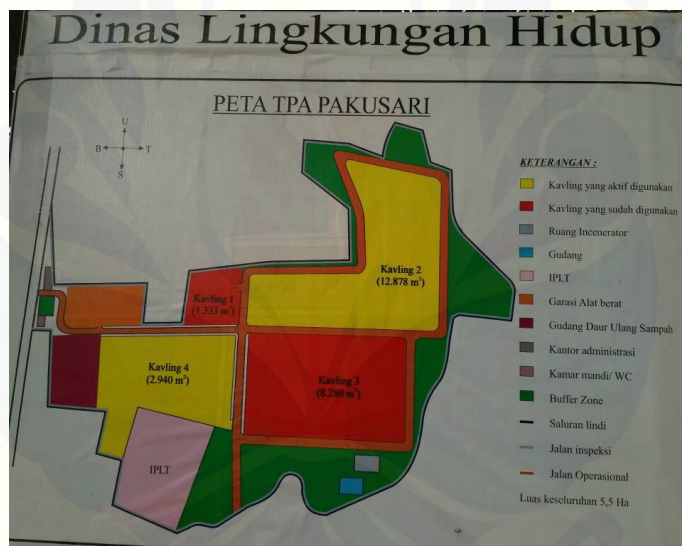 Dinas Lingkungan Hidup
PETA TPA PAKUSARI
U
B T
S
KETERANGAN :
Kavling yang aktif digunakan
Kavling yang sudah digunakan
Ruang Incenerator
Gudang
IPLT
Garasi Alat berat
Gudang Daur Ulang Sampah
Kantor administrasi
Kamar mandi/ WC
Buffer Zone
Saluran lindi
Jalan inspeksi
Jalan Operasional
Luas keseluruhan 5,5 Ha
Kavling 2
(12.878 m²)
Kavling 1
(1.333 m²)
Kavling 4
(2.940 m²)
Kavling 3
(8.280 m²)
IPLT